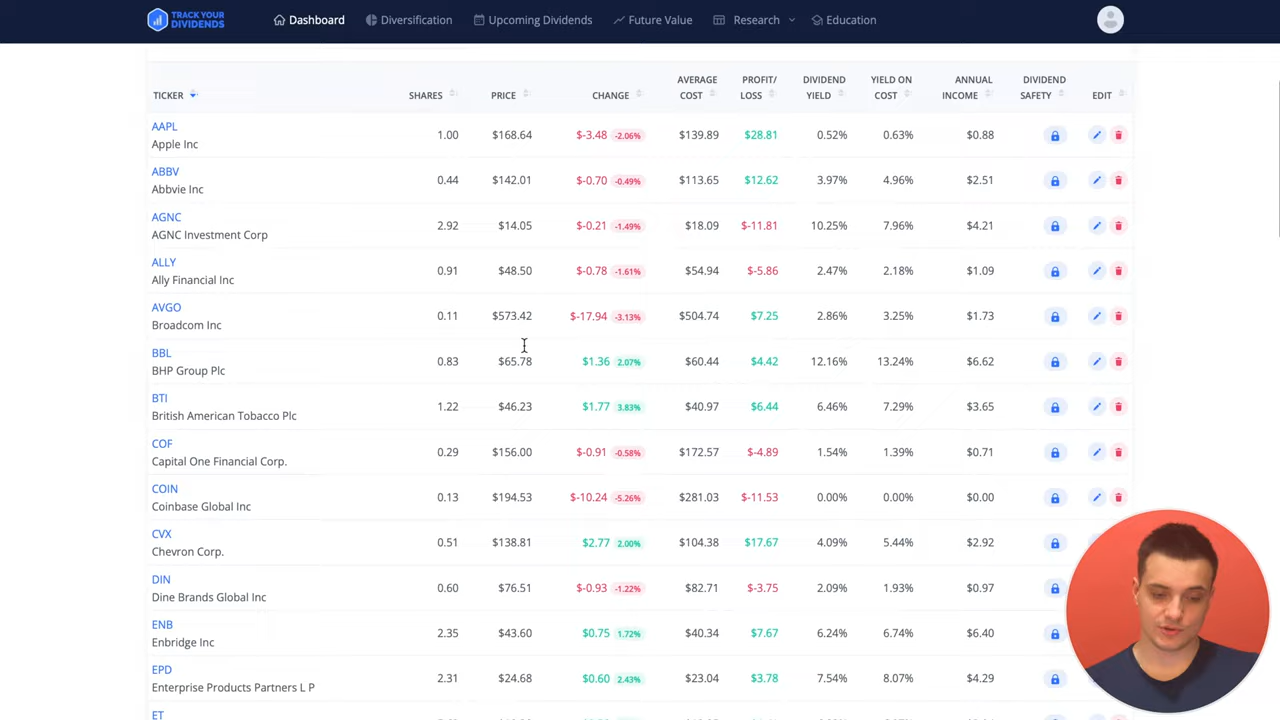 TRACK YOUR
DIVIDENDS
Dashboard
Diversification
Upcoming Dividends
Future Value
Research
Education
TICKER SHARES PRICE CHANGE AVERAGE COST PROFIT/ LOSS DIVIDEND YIELD YIELD ON COST ANNUAL INCOME DIVIDEND SAFETY EDIT
AAPL
Apple Inc
1.00 $168.64 $-3.48 -2.06% $139.89 $28.81 0.52% 0.63% $0.88
ABBV
Abbvie Inc
0.44 $142.01 $-0.70 -0.49% $113.65 $12.62 3.97% 4.96% $2.51
AGNC
AGNC Investment Corp
2.92 $14.05 $-0.21 -1.49% $18.09 $-11.81 10.25% 7.96% $4.21
ALLY
Ally Financial Inc
0.91 $48.50 $-0.78 -1.61% $54.94 $-5.86 2.47% 2.18% $1.09
AVGO
Broadcom Inc
0.11 $573.42 $-17.94 -3.13% $504.74 $7.25 2.86% 3.25% $1.73
BBL
BHP Group Plc
0.83 $65.78 $1.36 2.07% $60.44 $4.42 12.16% 13.24% $6.62
BTI
British American Tobacco Plc
1.22 $46.23 $1.77 3.83% $40.97 $6.44 6.46% 7.29% $3.65
COF
Capital One Financial Corp.
0.29 $156.00 $-0.91 -0.58% $172.57 $-4.89 1.54% 1.39% $0.71
COIN
Coinbase Global Inc
0.13 $194.53 $-10.24 -5.26% $281.03 $-11.53 0.00% 0.00% $0.00
CVX
Chevron Corp.
0.51 $138.81 $2.77 2.00% $104.38 $17.67 4.09% 5.44% $2.92
DIN
Dine Brands Global Inc
0.60 $76.51 $-0.93 -1.22% $82.71 $-3.75 2.09% 1.93% $0.97
ENB
Enbridge Inc
2.35 $43.60 $0.75 1.72% $40.34 $7.67 6.24% 6.74% $6.40
EPD
Enterprise Products Partners L P
2.31 $24.68 $0.60 2.43% $23.04 $3.78 7.54% 8.07% $4.29
ET